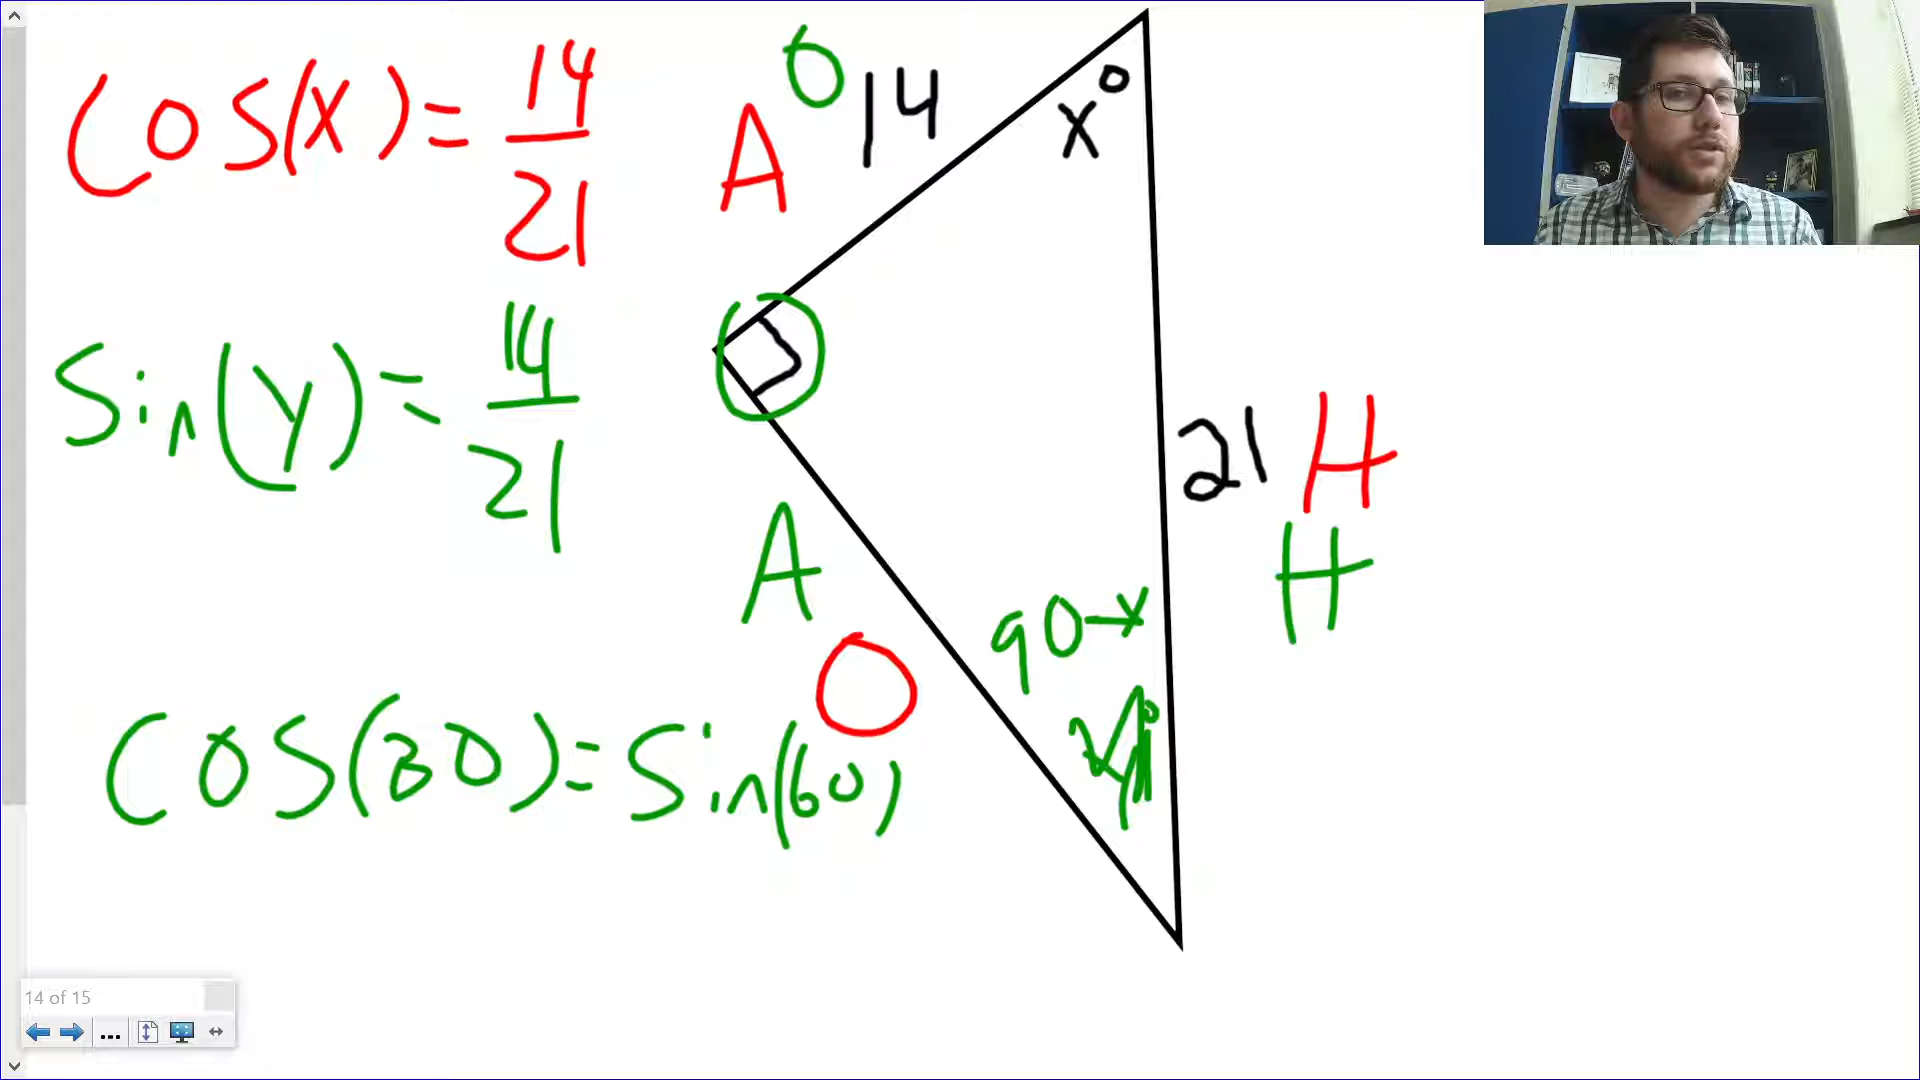 Cos(x) = 14/21
O
14
A
x°
Sin(y) = 14/21
21 H
H
A
90-x
O
Cos(30) = Sin(60)
14 of 15
...